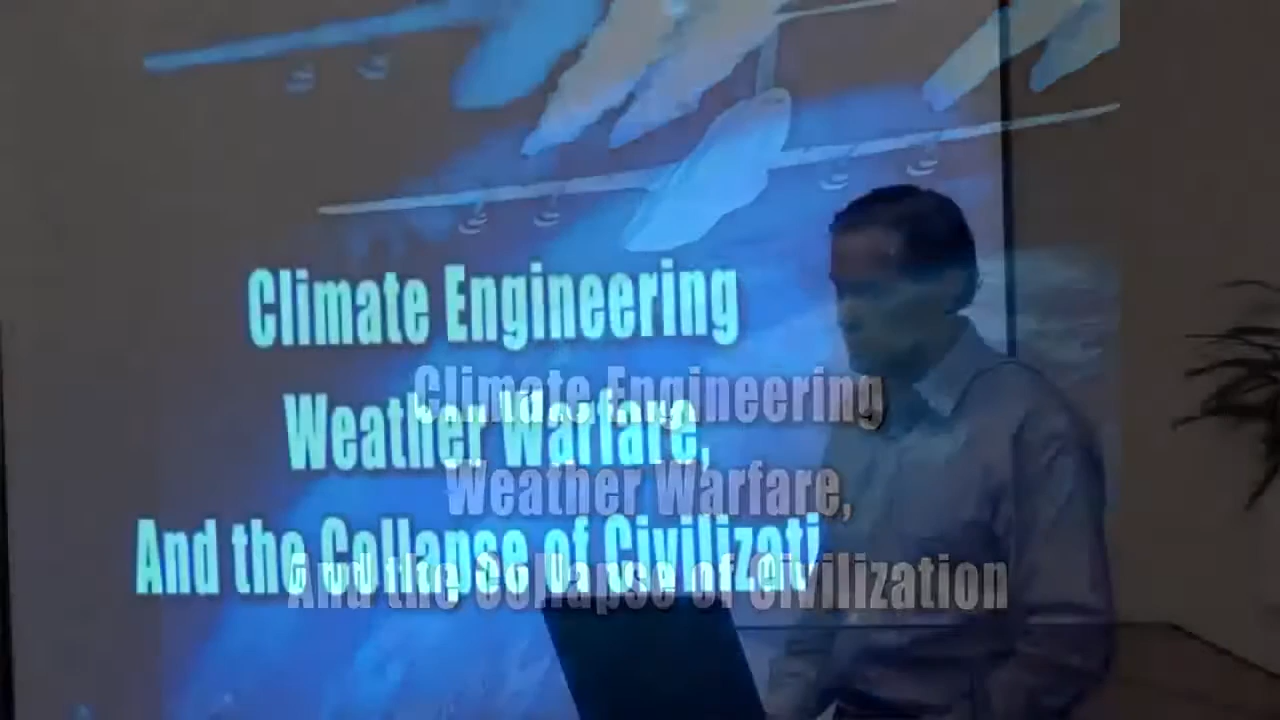 Climate Engineering
Weather Warfare,
And the Collapse of Civilizati
Climate Engineering
Weather Warfare,
And the Collapse of Civilization